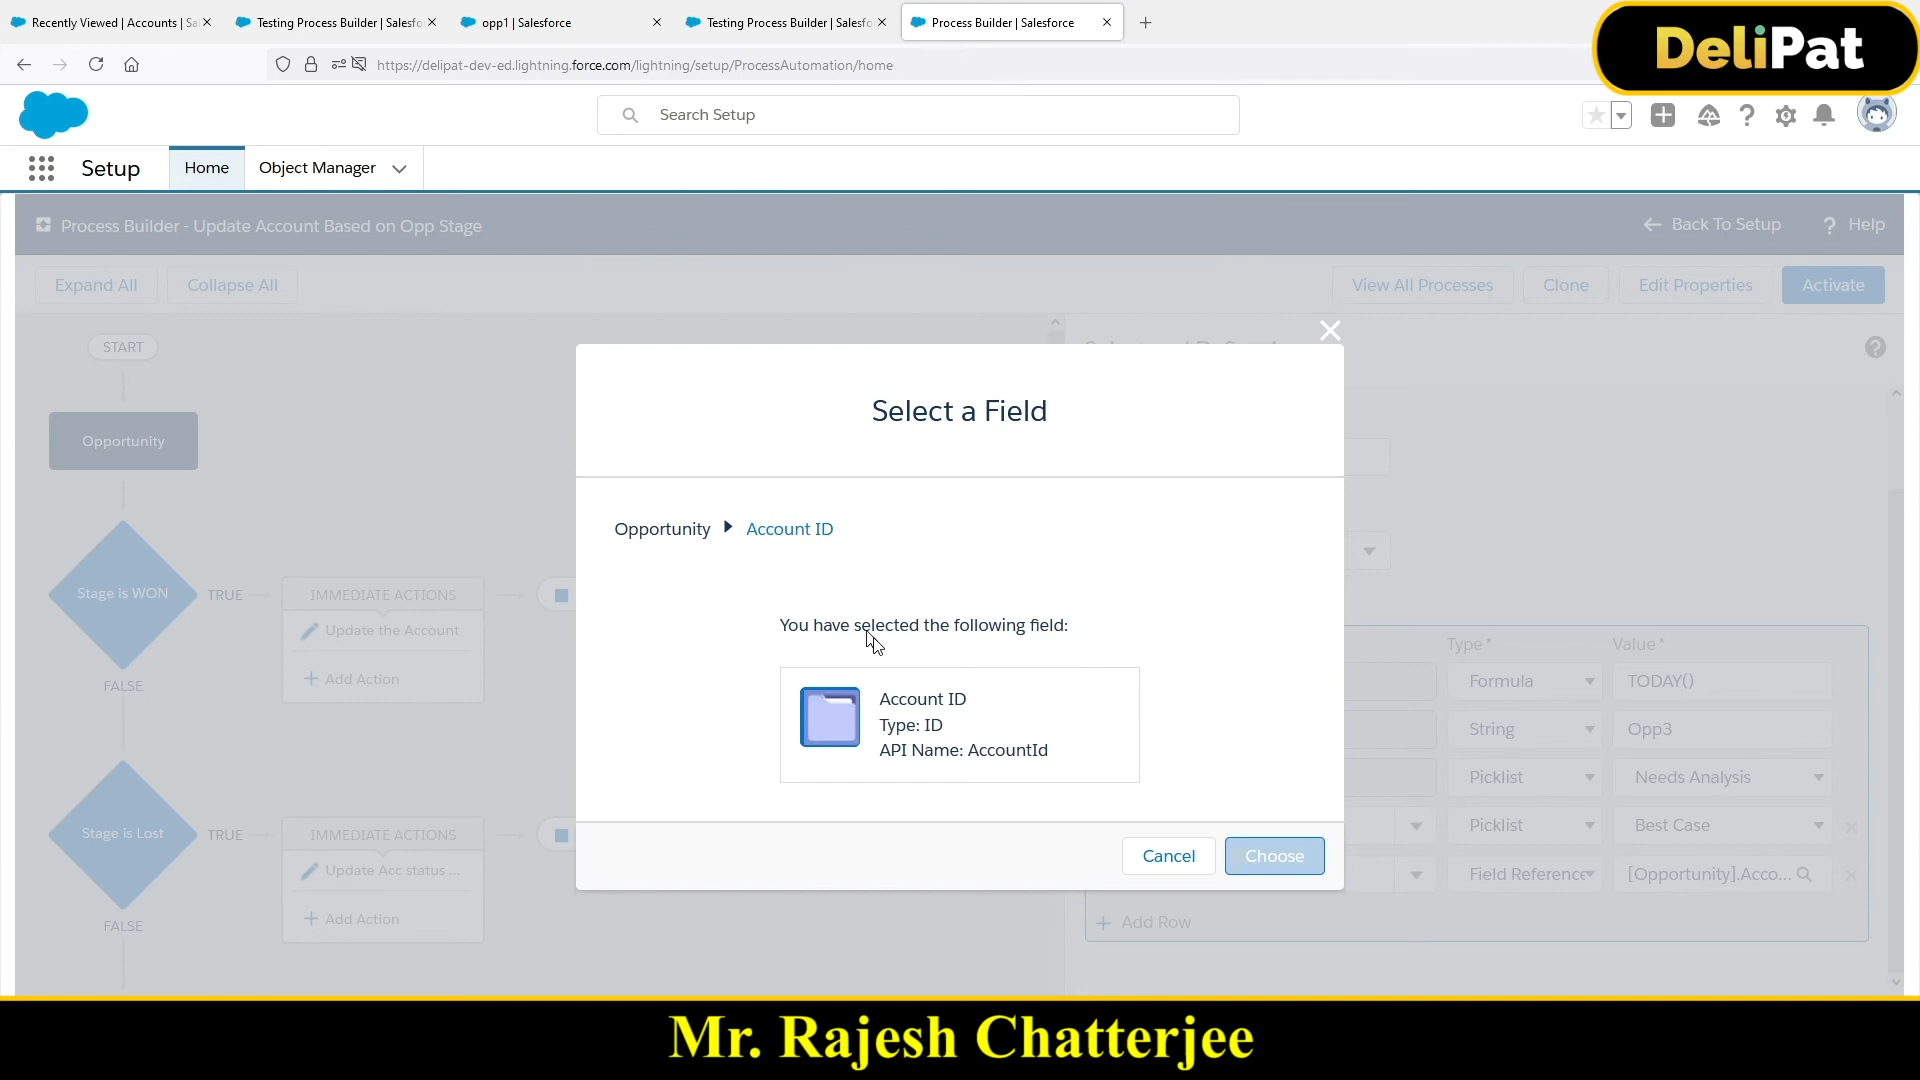 Recently Viewed | Accounts | Sa
Testing Process Builder | Salesfo
opp1 | Salesforce
Testing Process Builder | Salesfo
Process Builder | Salesforce
DeliPat
https://delipat-dev-ed.lightning.force.com/lightning/setup/ProcessAutomation/home
Search Setup
Setup
Home
Object Manager
Process Builder - Update Account Based on Opp Stage
Back To Setup
? Help
Expand All
Collapse All
View All Processes
Clone
Edit Properties
Activate
START
Opportunity
Stage is WON
TRUE
IMMEDIATE ACTIONS
Update the Account
+ Add Action
FALSE
Stage is Lost
TRUE
IMMEDIATE ACTIONS
Update Acc status ...
+ Add Action
FALSE
Select a Field
Opportunity
Account ID
You have selected the following field:
Account ID
Type: ID
API Name: AccountId
Cancel
Choose
Type*
Value*
Formula
TODAY()
String
Opp3
Picklist
Needs Analysis
Picklist
Best Case
Field Reference
[Opportunity].Acco...
+ Add Row
Mr. Rajesh Chatterjee